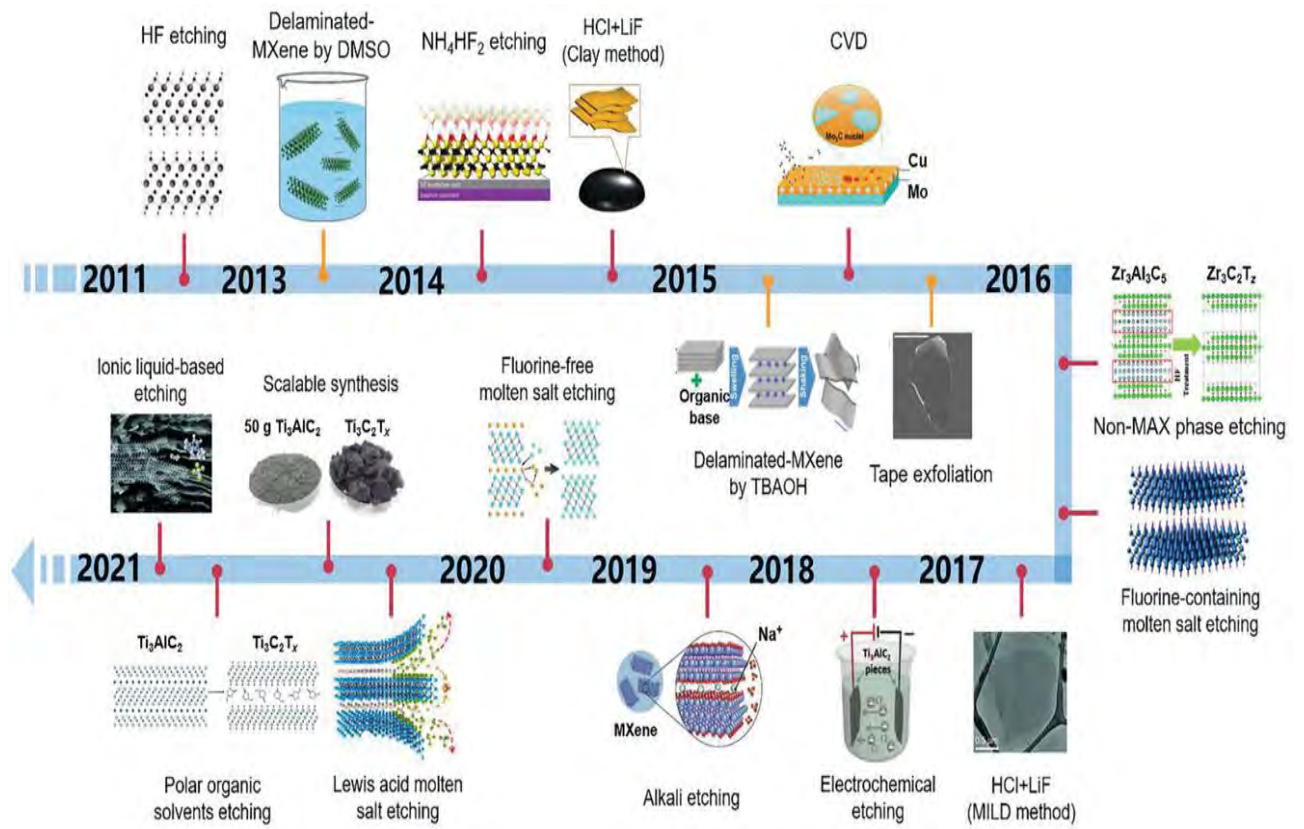 HF etching
Delaminated-
MXene by DMSO
NH₄HF₂ etching
HCl+LiF
(Clay method)
CVD
Mo₂C nuclei
Cu
Mo
2011
2013
2014
2015
2016
Zr₃Al₃C₅
Zr₃C₂Tz
HF
Treatment
Non-MAX phase etching
Ionic liquid-based
etching
Scalable synthesis
50 g Ti₃AlC₂
Ti₃C₂Tₓ
Fluorine-free
molten salt etching
Organic
base
Swelling
Shaking
Delaminated-MXene
by TBAOH
Tape exfoliation
Fluorine-containing
molten salt etching
2021
2020
2019
2018
2017
Ti₃AlC₂
Ti₃C₂Tₓ
Polar organic
solvents etching
Lewis acid molten
salt etching
Na⁺
MXene
Alkali etching
+
−
Ti₃AlC₂
pieces
Electrochemical
etching
HCl+LiF
(MILD method)